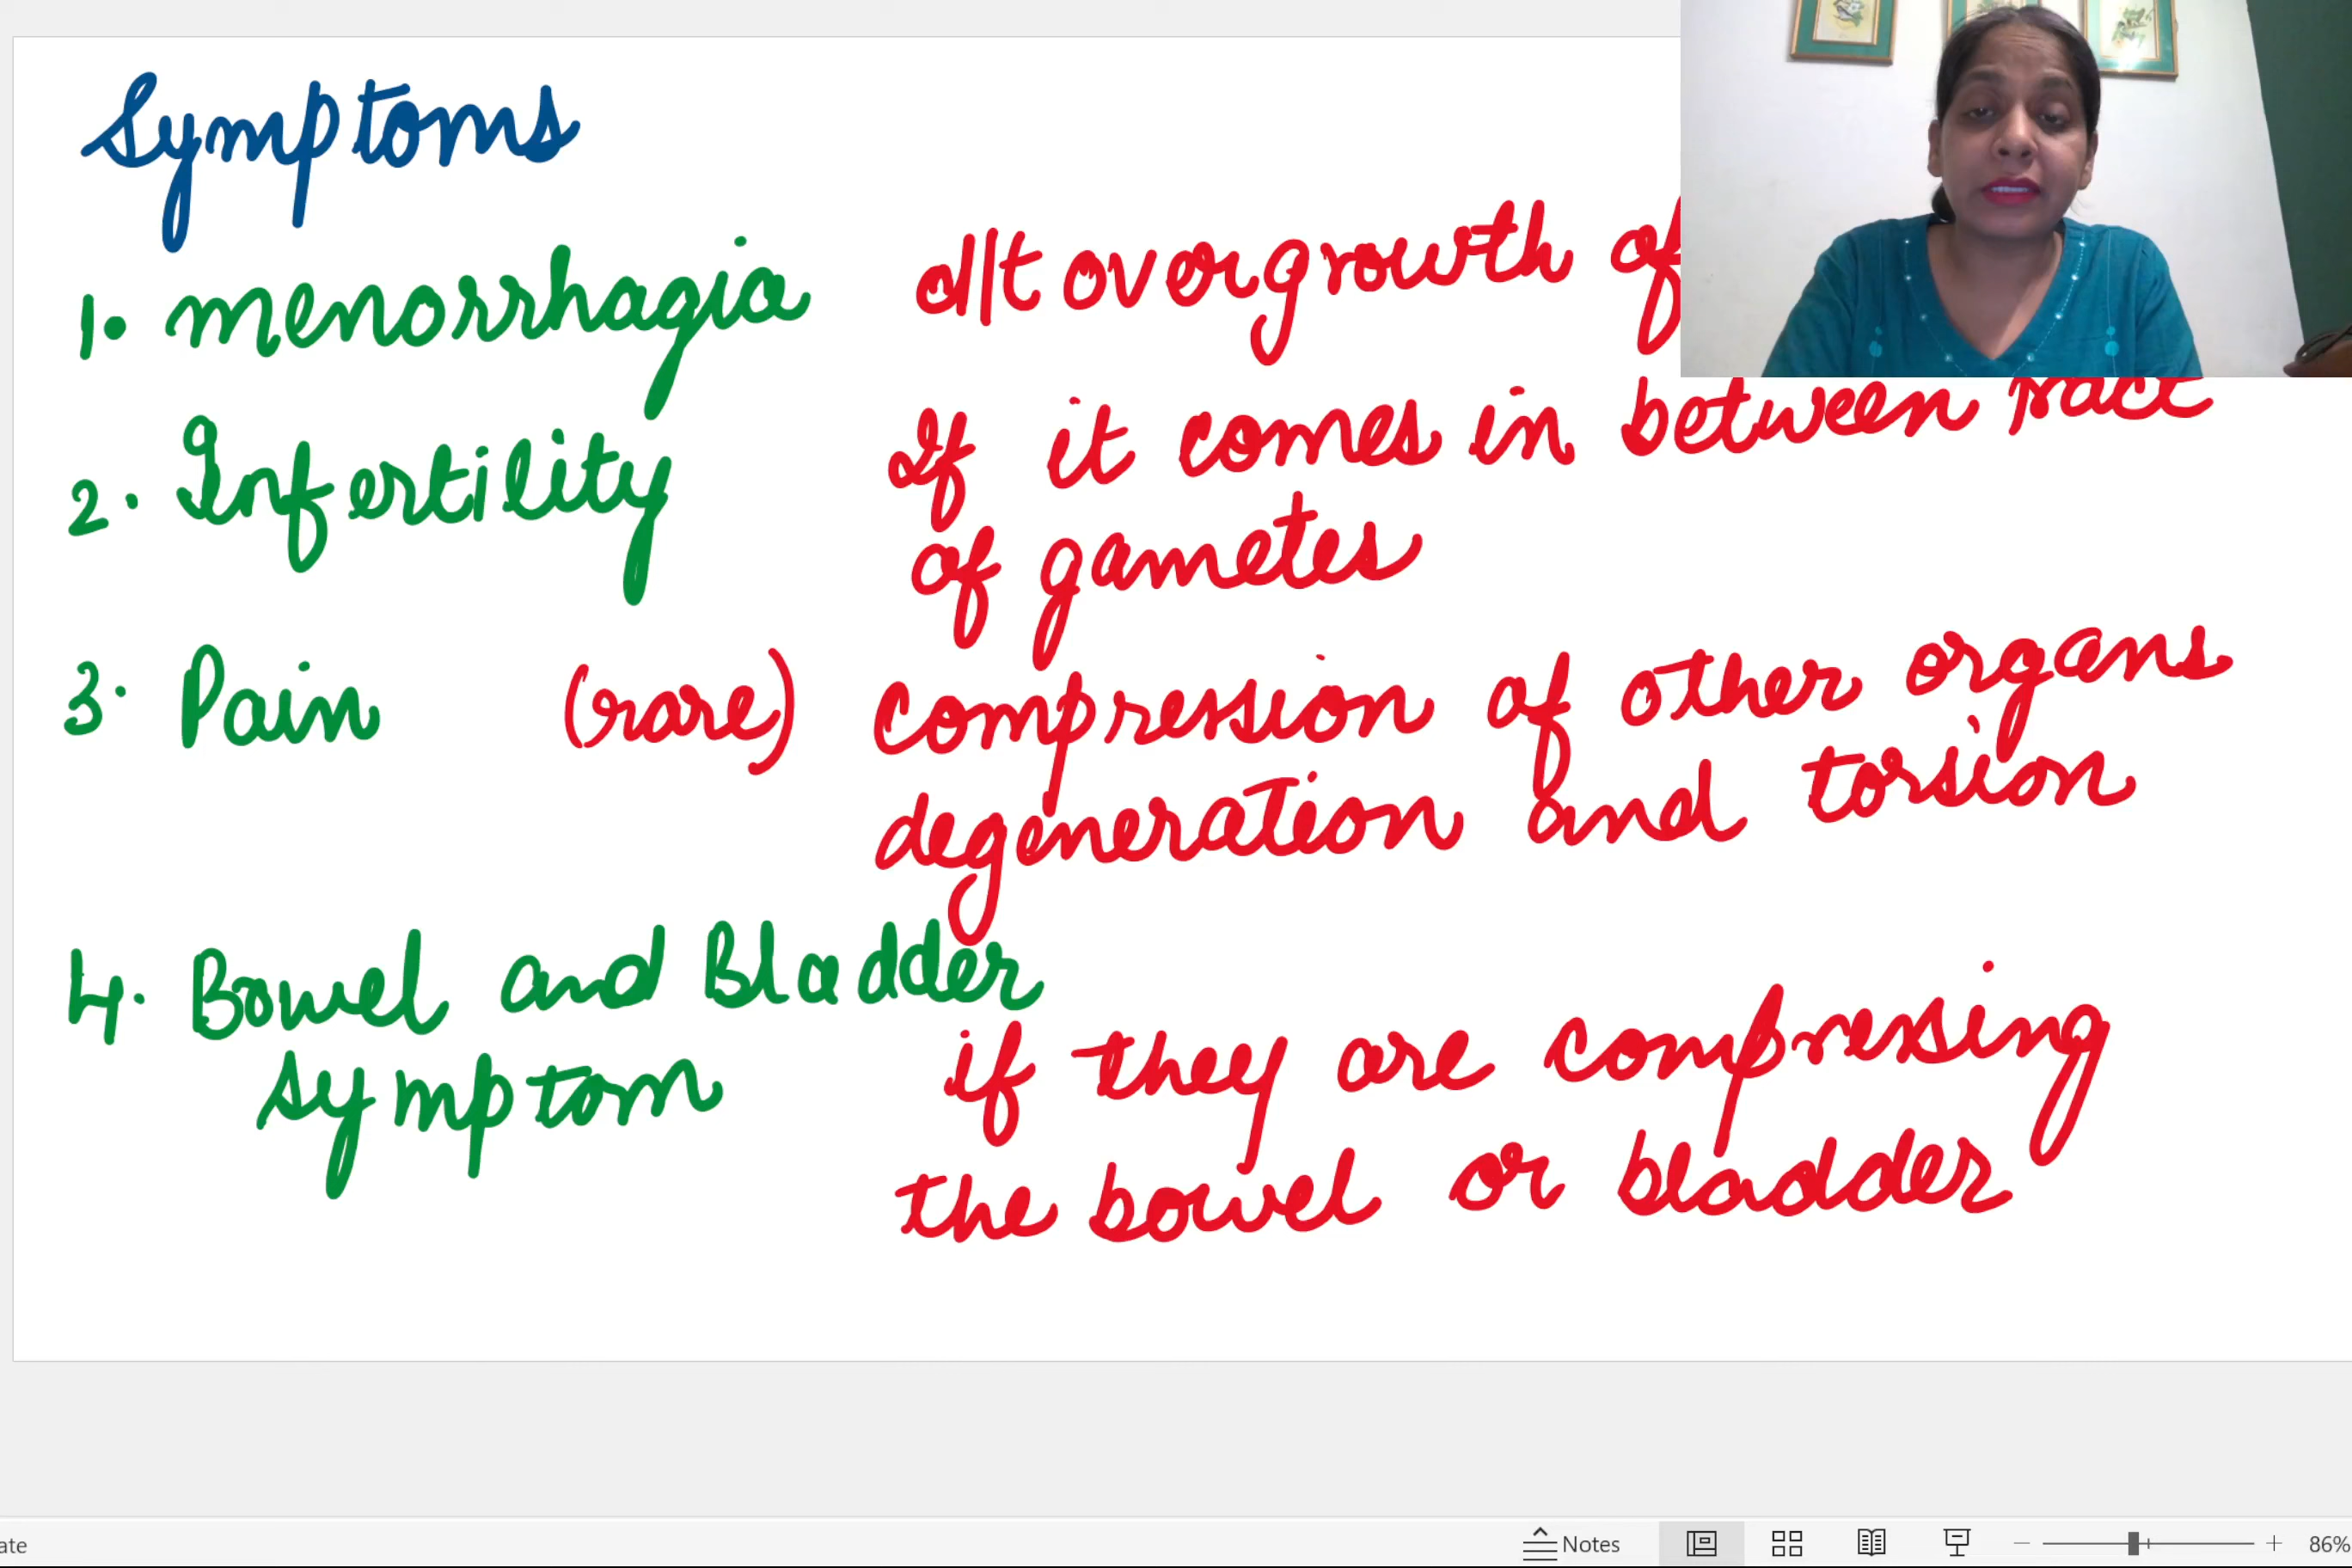 Symptoms
1. menorrhagia d/t overgrowth of
2. Infertility If it comes in between tract
of gametes
3. Pain (rare) compression of other organs
degeneration and torsion
4. Bowel and Bladder
symptom if they are compressing
the bowel or bladder
ate Notes 86%